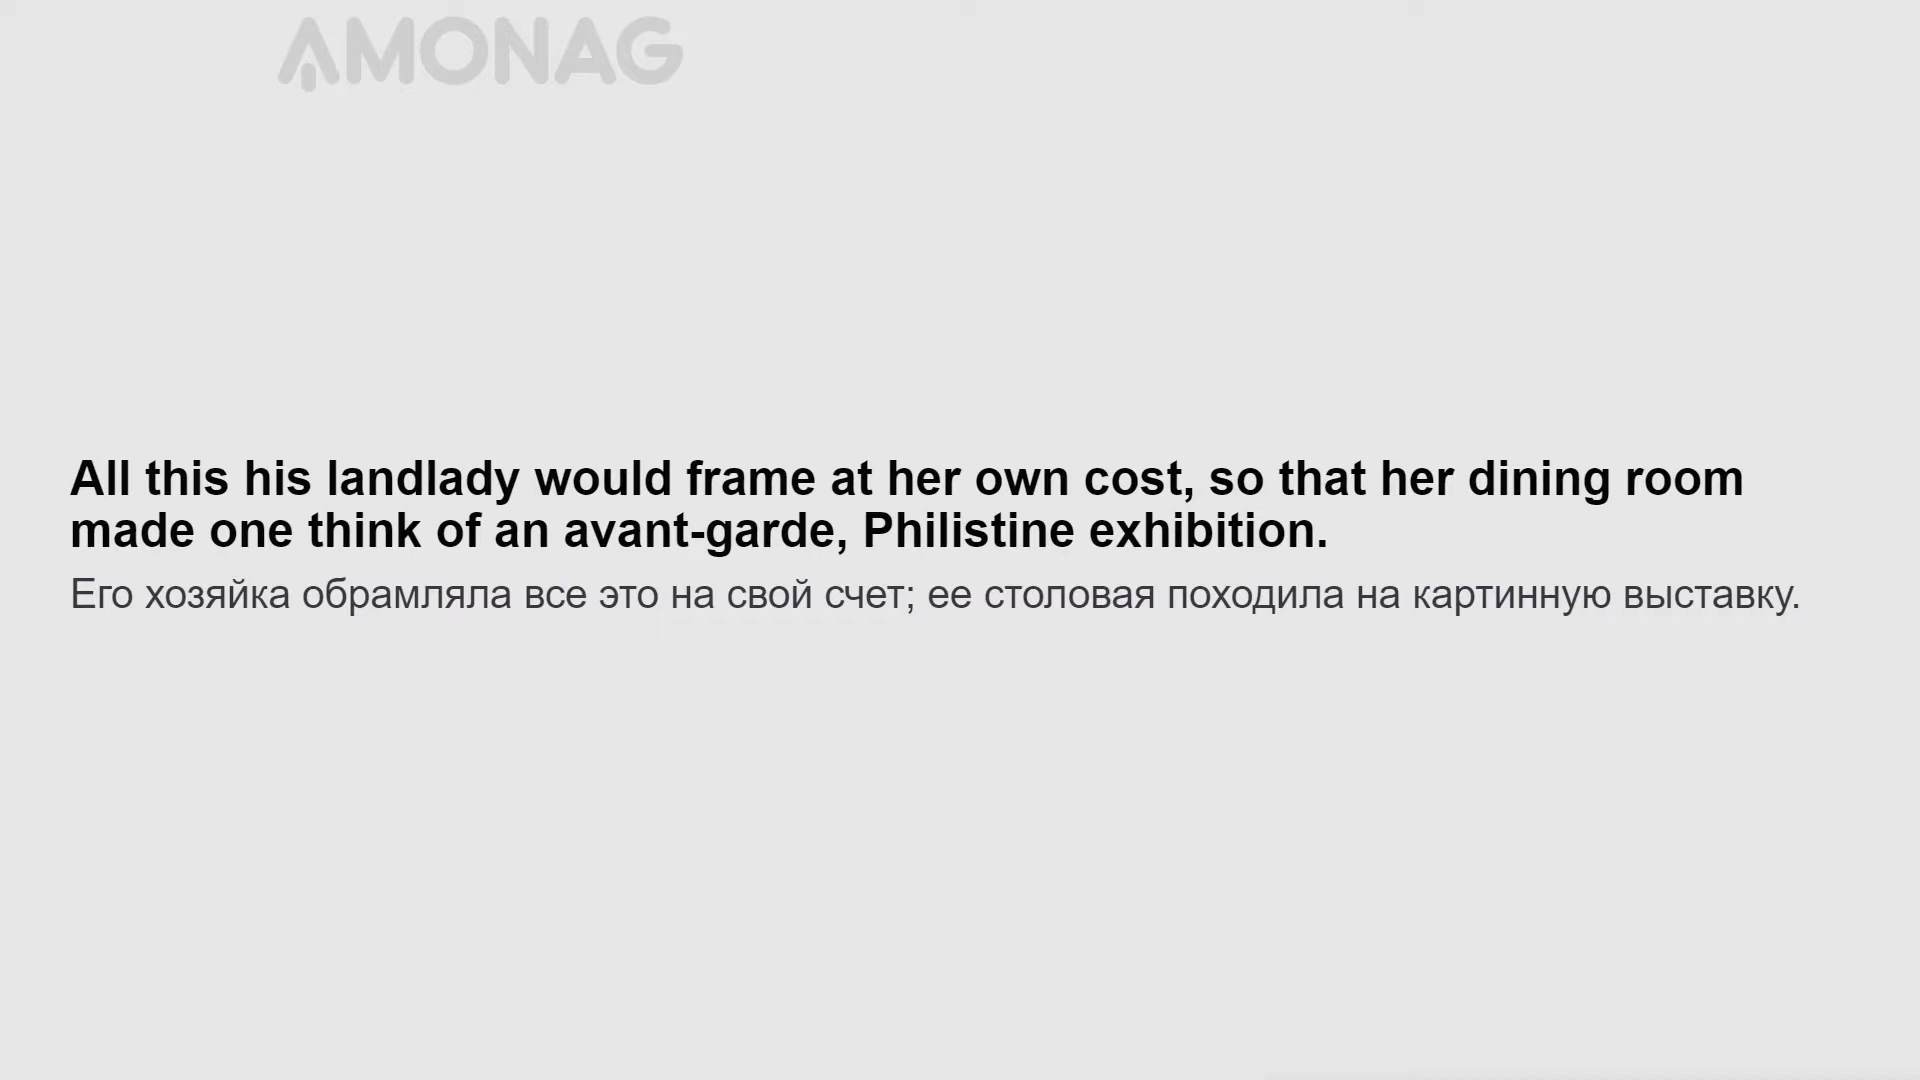 AMONAG
All this his landlady would frame at her own cost, so that her dining room
made one think of an avant-garde, Philistine exhibition.
Его хозяйка обрамляла все это на свой счет; ее столовая походила на картинную выставку.